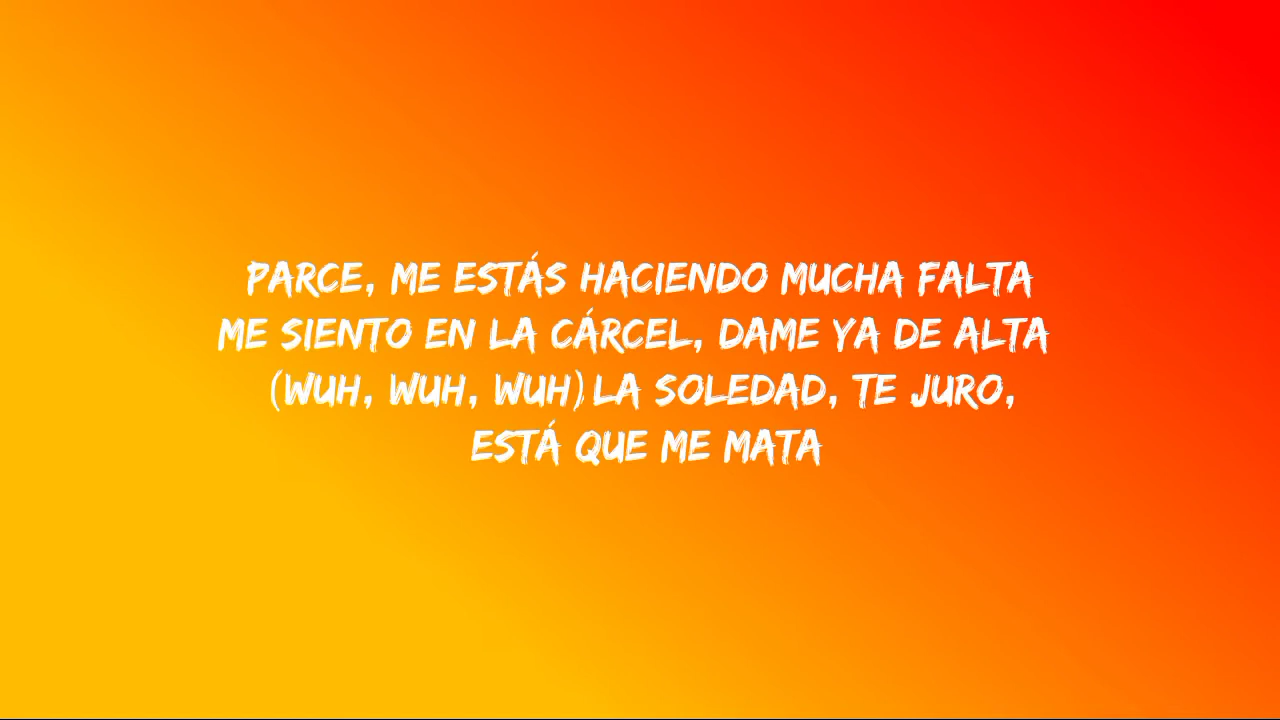 PARCE, ME ESTÁS HACIENDO MUCHA FALTA
ME SIENTO EN LA CÁRCEL, DAME YA DE ALTA
(WUH, WUH, WUH) LA SOLEDAD, TE JURO,
ESTÁ QUE ME MATA